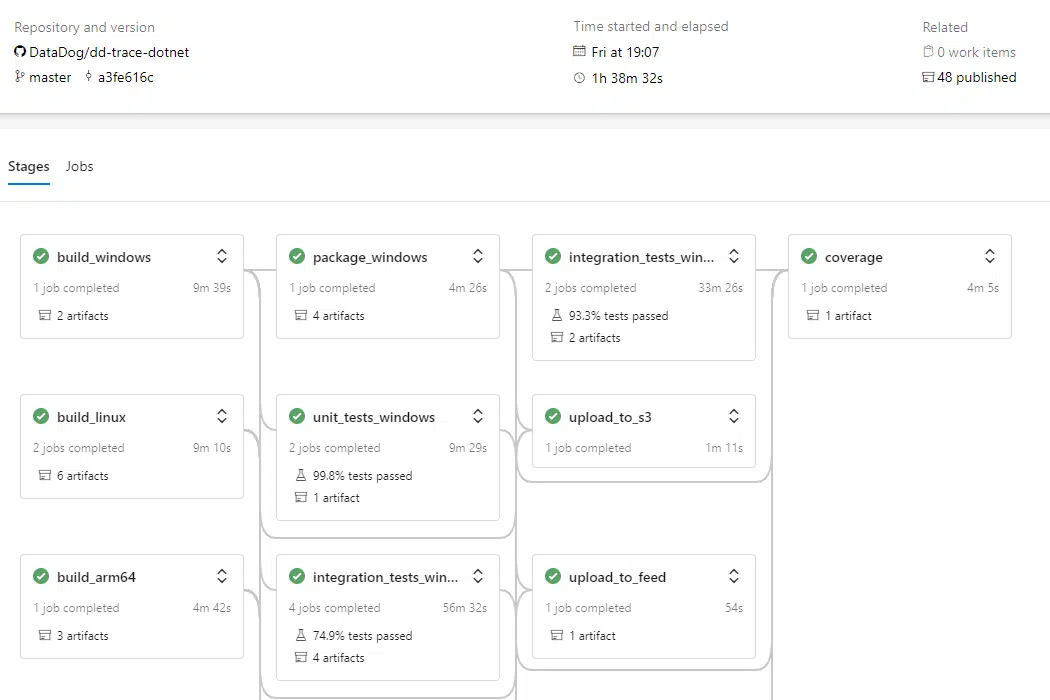 Repository and version
DataDog/dd-trace-dotnet
master a3fe616c
Time started and elapsed
Fri at 19:07
1h 38m 32s
Related
0 work items
48 published
Stages Jobs
build_windows
1 job completed 9m 39s
2 artifacts
package_windows
1 job completed 4m 26s
4 artifacts
integration_tests_win...
2 jobs completed 33m 26s
93.3% tests passed
2 artifacts
coverage
1 job completed 4m 5s
1 artifact
build_linux
2 jobs completed 9m 10s
6 artifacts
unit_tests_windows
2 jobs completed 9m 29s
99.8% tests passed
1 artifact
upload_to_s3
1 job completed 1m 11s
build_arm64
1 job completed 4m 42s
3 artifacts
integration_tests_win...
4 jobs completed 56m 32s
74.9% tests passed
4 artifacts
upload_to_feed
1 job completed 54s
1 artifact